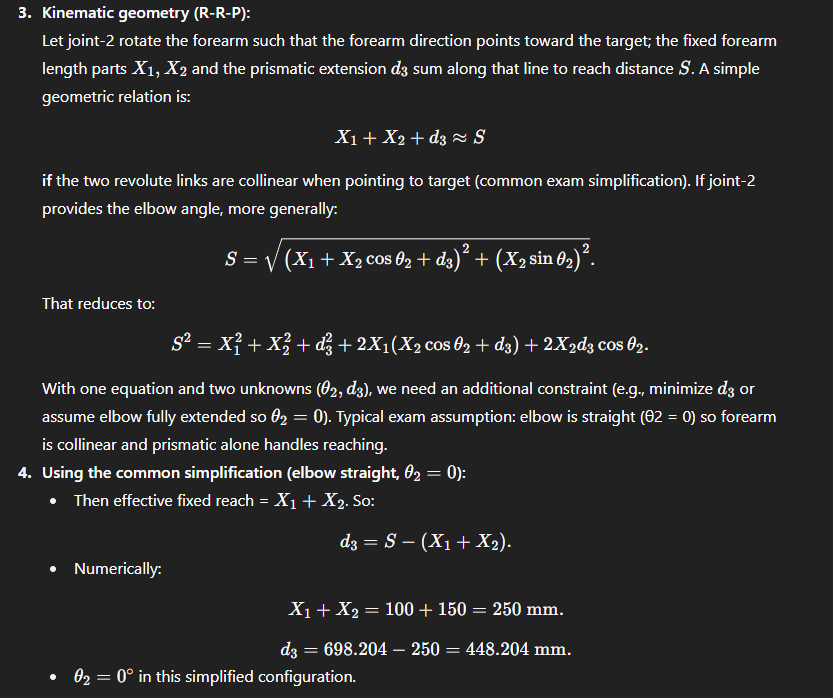 3. Kinematic geometry (R-R-P):
Let joint-2 rotate the forearm such that the forearm direction points toward the target; the fixed forearm
length parts X₁, X₂ and the prismatic extension d₃ sum along that line to reach distance S. A simple
geometric relation is:
X₁ + X₂ + d₃ ≈ S
if the two revolute links are collinear when pointing to target (common exam simplification). If joint-2
provides the elbow angle, more generally:
S = √((X₁ + X₂ cos θ₂ + d₃)² + (X₂ sin θ₂)²).
That reduces to:
S² = X₁² + X₂² + d₃² + 2X₁(X₂ cos θ₂ + d₃) + 2X₂d₃ cos θ₂.
With one equation and two unknowns (θ₂, d₃), we need an additional constraint (e.g., minimize d₃ or
assume elbow fully extended so θ₂ = 0). Typical exam assumption: elbow is straight (θ2 = 0) so forearm
is collinear and prismatic alone handles reaching.
4. Using the common simplification (elbow straight, θ₂ = 0):
• Then effective fixed reach = X₁ + X₂. So:
d₃ = S − (X₁ + X₂).
• Numerically:
X₁ + X₂ = 100 + 150 = 250 mm.
d₃ = 698.204 − 250 = 448.204 mm.
• θ₂ = 0° in this simplified configuration.